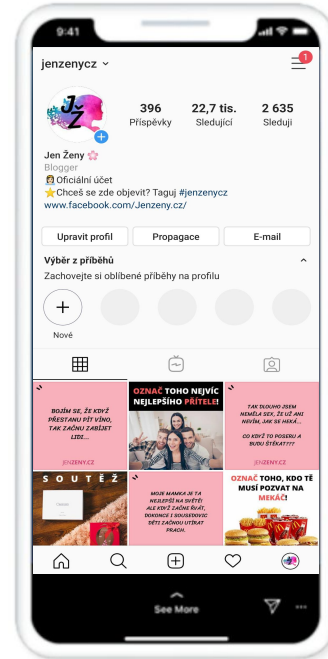 9:41
jenzenycz
1
JŽ
396
22,7 tis.
2 635
Příspěvky
Sledující
Sleduji
Jen Ženy
Blogger
Oficiální účet
Chceš se zde objevit? Taguj #jenzenycz
www.facebook.com/Jenzeny.cz/
Upravit profil
Propagace
E-mail
Výběr z příběhů
Zachovejte si oblíbené příběhy na profilu
Nové
BOJÍM SE, ŽE KDYŽ
PŘESTANU PÍT VÍNO,
TAK ZAČNU ZABÍJET
LIDI...
JENZENY.CZ
OZNAČ TOHO NEJVÍC
NEJLEPŠÍHO PŘÍTELE!
TAK DLOUHO JSEM
NEMĚLA SEX, ŽE UŽ ANI
NEVÍM, JAK SE HEKÁ...
CO KDYŽ TO POSERU A
BUDU ŠTĚKAT???
JENZENY.CZ
SOUTĚŽ
MOJE MAMKA JE TA
NEJLEPŠÍ NA SVĚTĚ!
ALE KDYŽ ZAČNE ŘVÁT,
DOKONCE I SOUSEDOVIC
DĚTI ZAČNOU UTÍRAT
PRACH.
OZNAČ TOHO, KDO TĚ
MUSÍ POZVAT NA
MEKÁČ!
See More